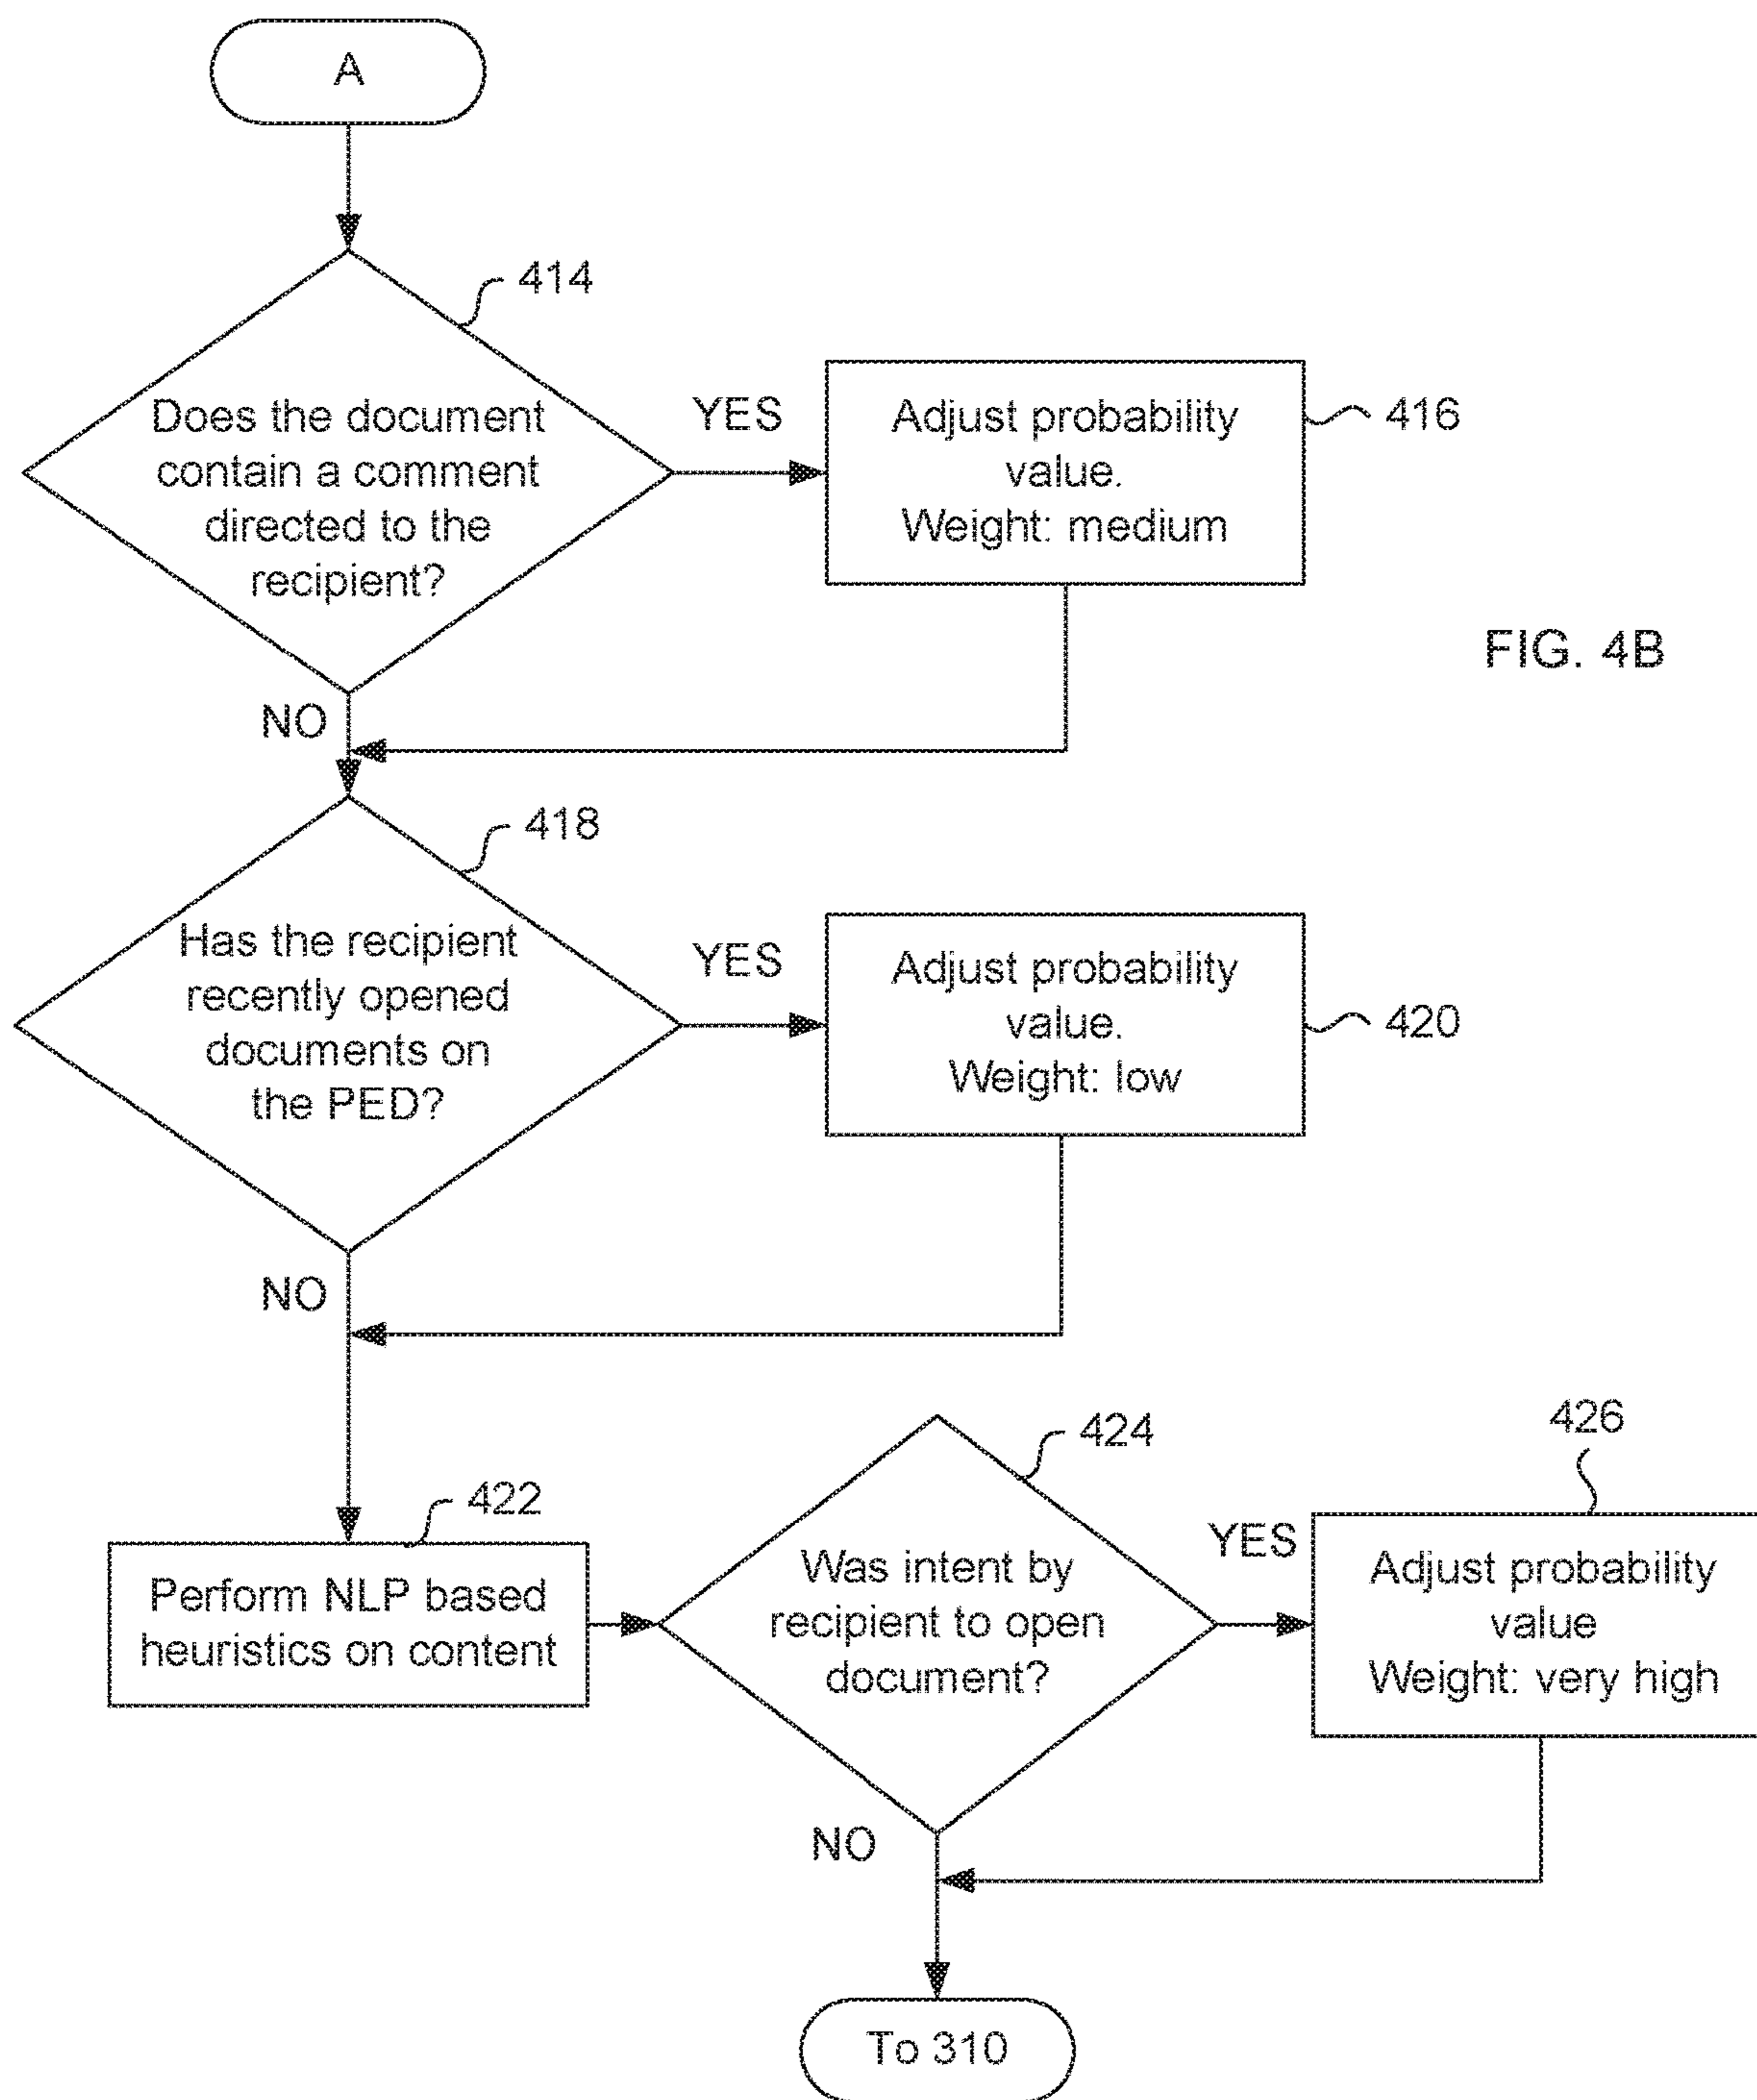 A
414
Does the document
contain a comment
directed to the
recipient?
YES
Adjust probability
value.
Weight: medium
416
FIG. 4B
NO
418
Has the recipient
recently opened
documents on
the PED?
YES
Adjust probability
value.
Weight: low
420
NO
422
Perform NLP based
heuristics on content
424
Was intent by
recipient to open
document?
YES
426
Adjust probability
value
Weight: very high
NO
To 310